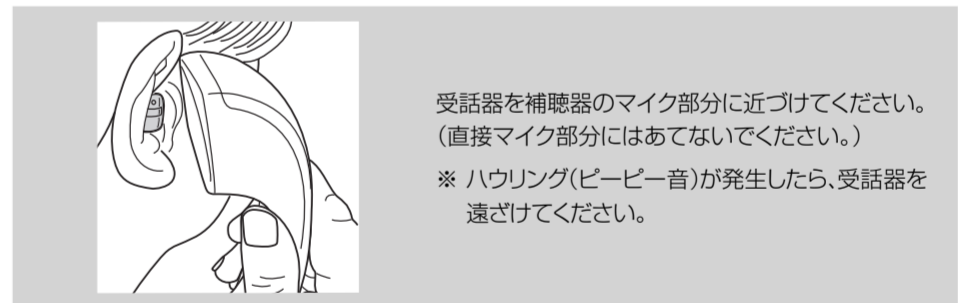 受話器を補聴器のマイク部分に近づけてください。
（直接マイク部分にはあてないでください。）
※ ハウリング（ピーピー音）が発生したら、受話器を
遠ざけてください。